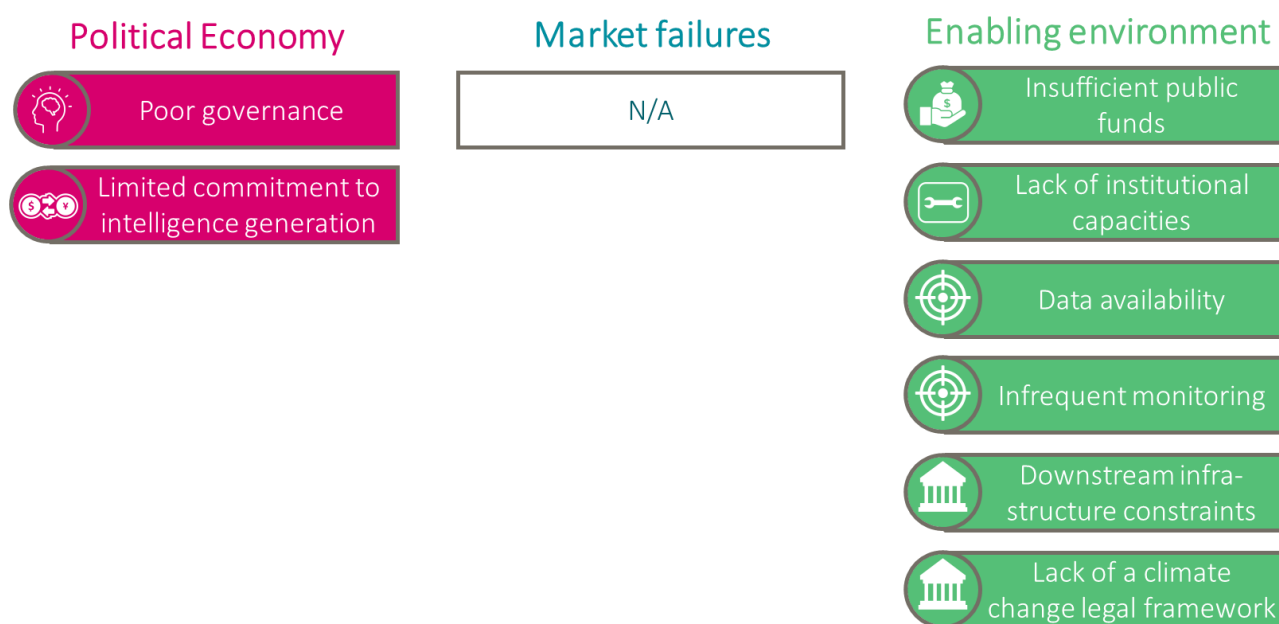 Political Economy
Poor governance
Limited commitment to
intelligence generation
Market failures
N/A
Enabling environment
Insufficient public
funds
Lack of institutional
capacities
Data availability
Infrequent monitoring
Downstream infra-
structure constraints
Lack of a climate
change legal framework
$
¥
$